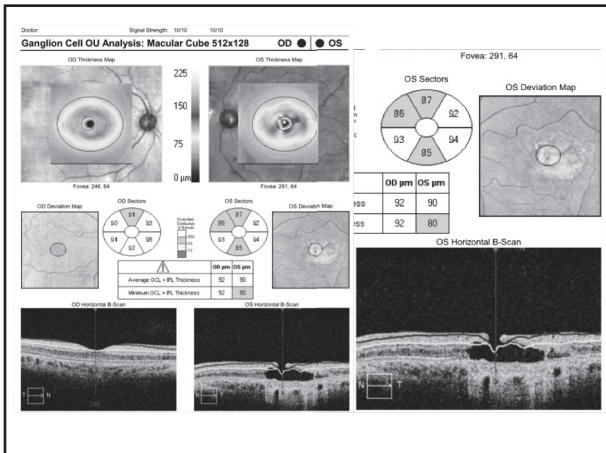 Doctor: Signal Strength: 10/10 10/10
Ganglion Cell OU Analysis: Macular Cube 512x128 OD OS
OD Thickness Map
OS Thickness Map
225
150
75
0 µm
Fovea: 246, 64
Fovea: 291, 64
OD Deviation Map
OD Sectors
OS Sectors
OS Deviation Map
91
90 93
91 95
92
87
86 92
93 94
85
OD µm OS µm
Average GCL + IPL Thickness 92 90
Minimum GCL + IPL Thickness 92 80
OD Horizontal B-Scan
OS Horizontal B-Scan
T N
N T
Fovea: 291, 64
OS Sectors
OS Deviation Map
87
86 92
93 94
85
OD µm OS µm
ess 92 90
ess 92 80
OS Horizontal B-Scan
N T